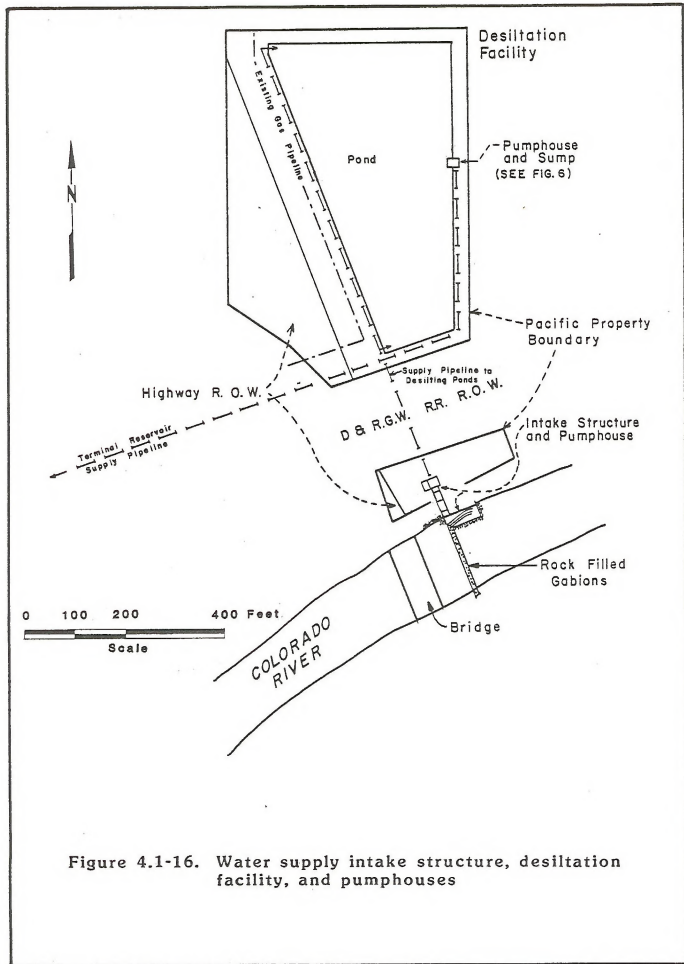 Desiltation
Facility
Existing Gas Pipeline
Pond
Pumphouse
and Sump
(SEE FIG. 6)
N
Pacific Property
Boundary
Highway R. O. W.
Supply Pipeline to
Desilting Ponds
D & R.G.W. RR. R.O.W.
Terminal Reservoir
Supply Pipeline
Intake Structure
and Pumphouse
Rock Filled
Gabions
0 100 200 400 Feet
Scale
Bridge
COLORADO
RIVER
Figure 4.1-16. Water supply intake structure, desiltation
facility, and pumphouses